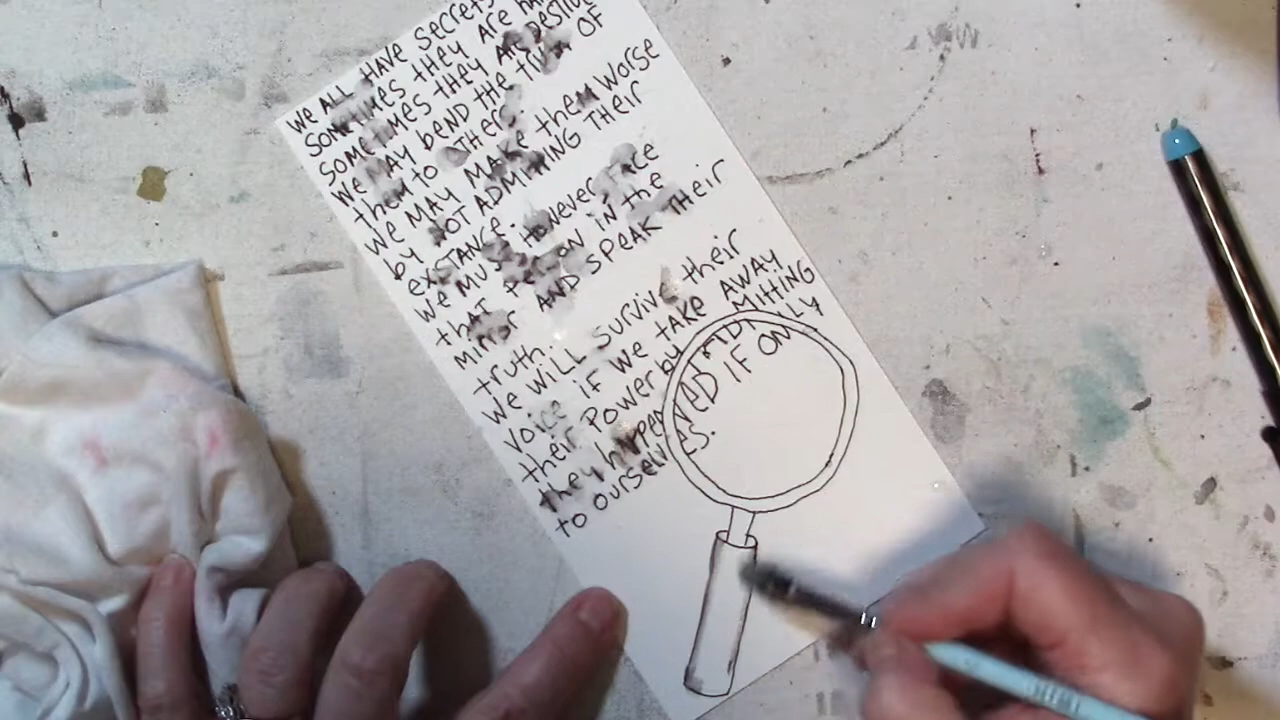 We ALL HAVE SECRETS
SOMETIMES they ARE
SOMETIMES they ARE
WE MAY bEND THE TRUTH OF
them to OTHERS.
WE MAY MAKE them Worse
by NOT ADMITTING THEIR
EXISTANCE.
WE MUST HOWEVER FACE
that PERSON IN the
mirror AND SPEAK THEIR
truth.
WE WILL SURVIVE their
VOICE IF WE TAKE AWAY
their POWER by ADMITTING
they happened IF ONLY
to OURSELVES.